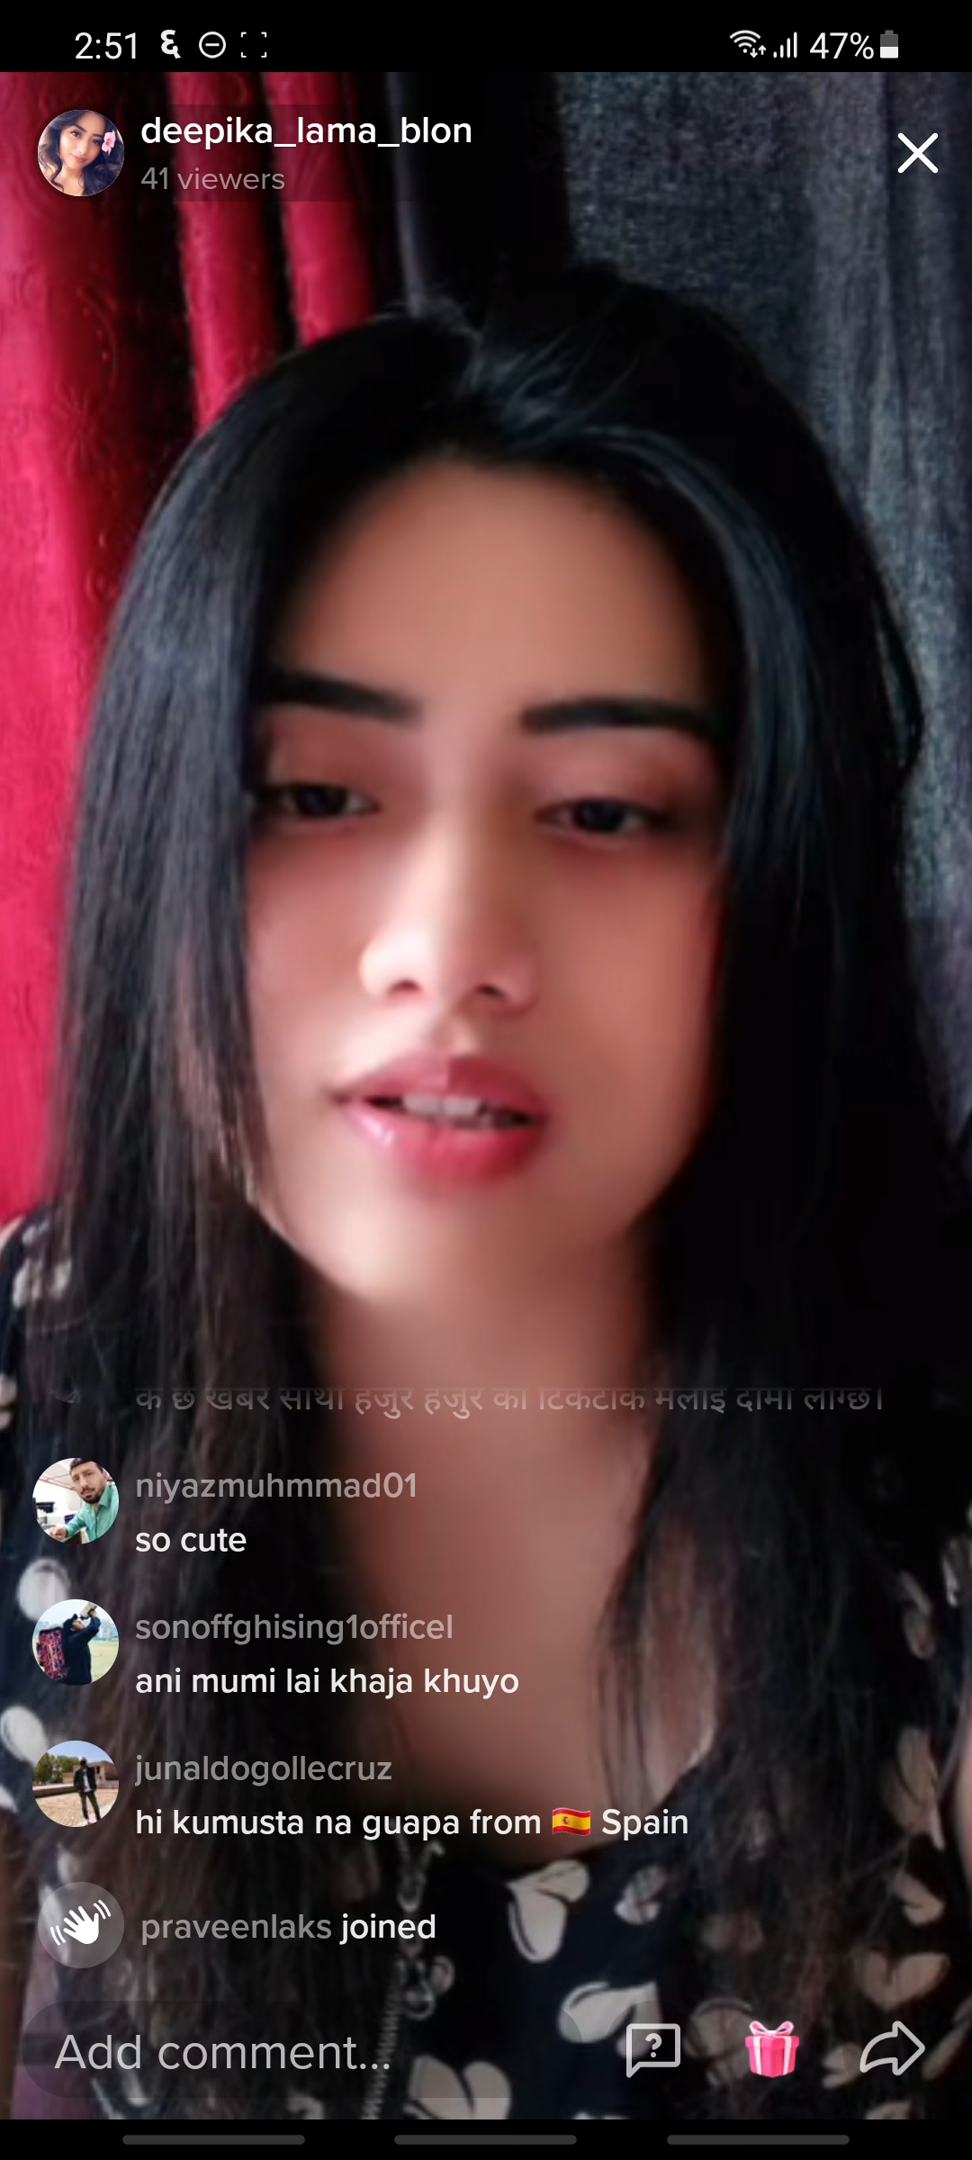 2:51
47%
deepika_lama_blon
41 viewers
के छ खबर साथी हजुर हजुर को टिकटोक मलाई दामी लाग्छ।
niyazmuhmmad01
so cute
sonoffghising1officel
ani mumi lai khaja khuyo
junaldogollecruz
hi kumusta na guapa from 🇪🇸 Spain
praveenlaks joined
Add comment...